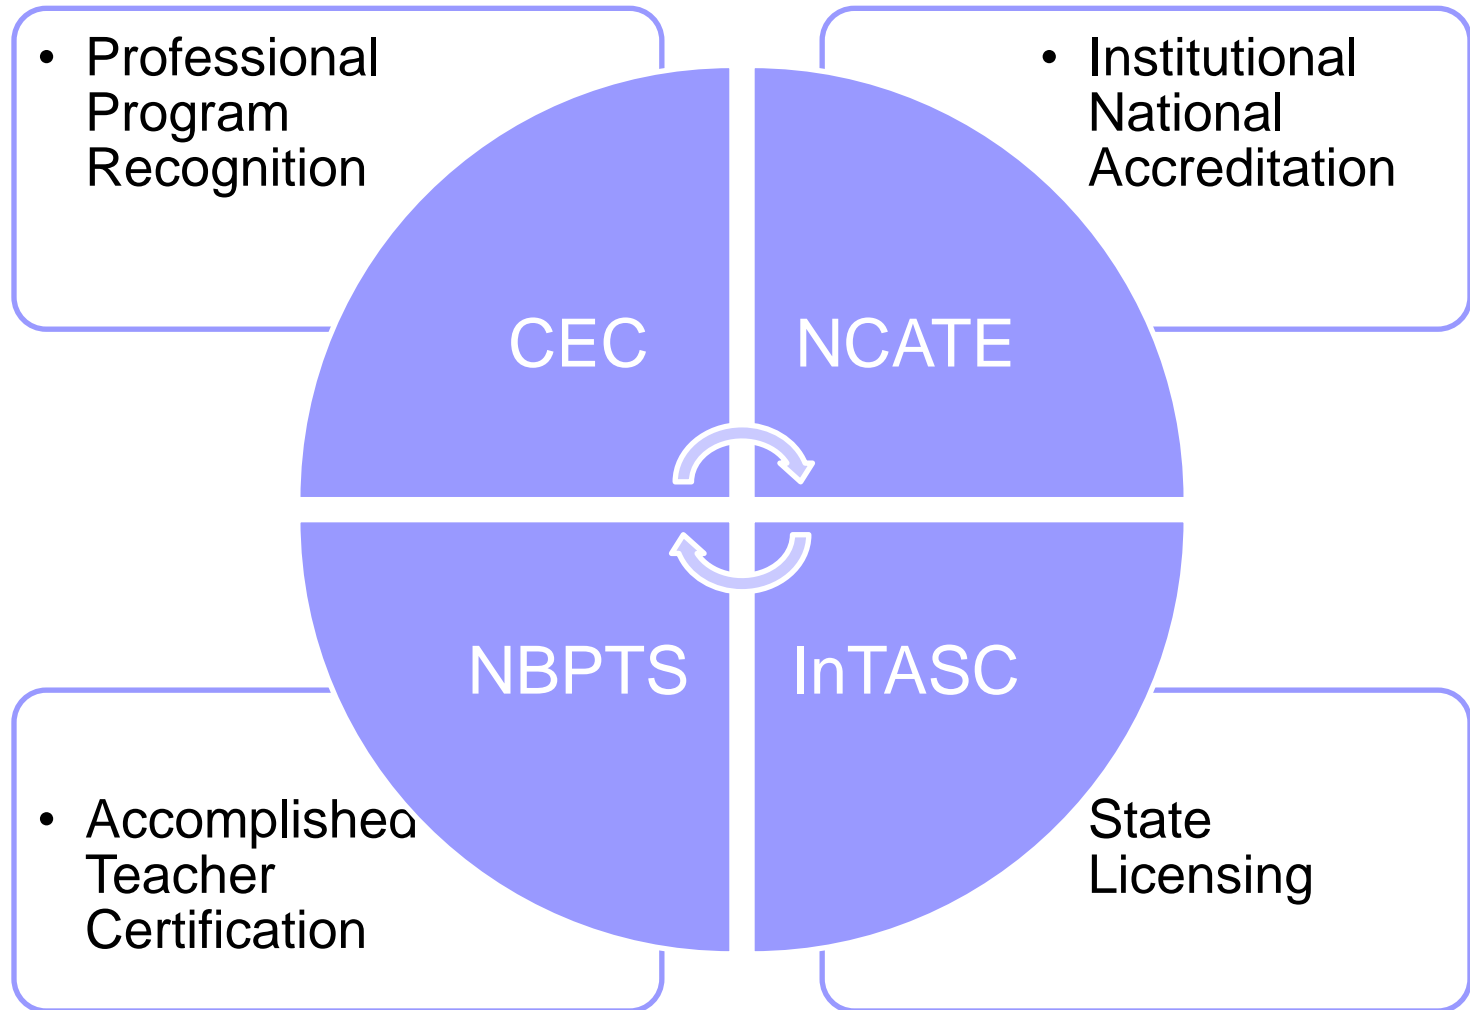 • Professional
Program
Recognition
• Institutional
National
Accreditation
CEC
NCATE
NBPTS
InTASC
• Accomplished
Teacher
Certification
State
Licensing